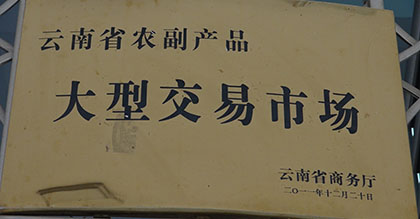 云南省农副产品
大型交易市场
云南省商务厅
二〇一一年十二月二十日